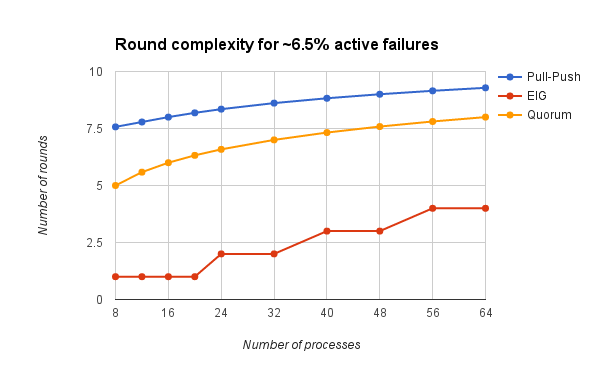 Round complexity for ~6.5% active failures
10
7.5
5
2.5
0
Number of rounds
8 16 24 32 40 48 56 64
Number of processes
Pull-Push
EIG
Quorum